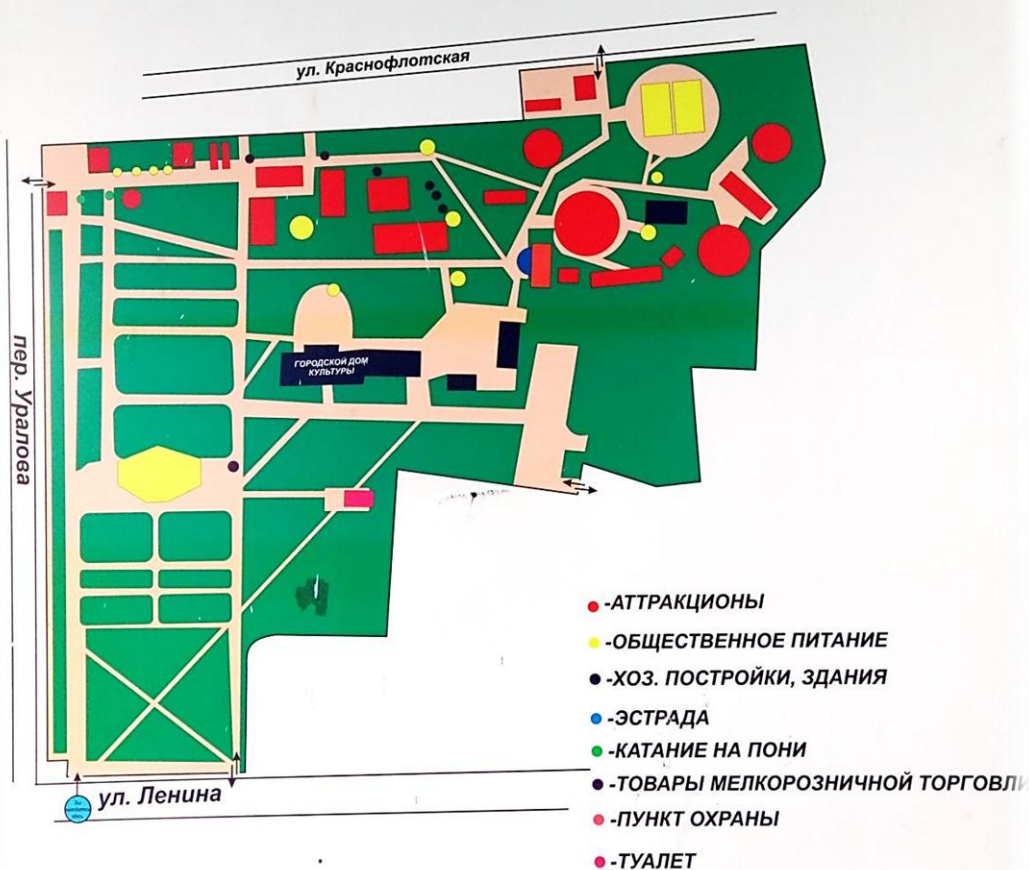 ул. Краснофлотская
пер. Уралова
ГОРОДСКОЙ ДОМ
КУЛЬТУРЫ
-АТТРАКЦИОНЫ
-ОБЩЕСТВЕННОЕ ПИТАНИЕ
-ХОЗ. ПОСТРОЙКИ, ЗДАНИЯ
-ЭСТРАДА
-КАТАНИЕ НА ПОНИ
-ТОВАРЫ МЕЛКОРОЗНИЧНОЙ ТОРГОВЛИ
-ПУНКТ ОХРАНЫ
-ТУАЛЕТ
ул. Ленина